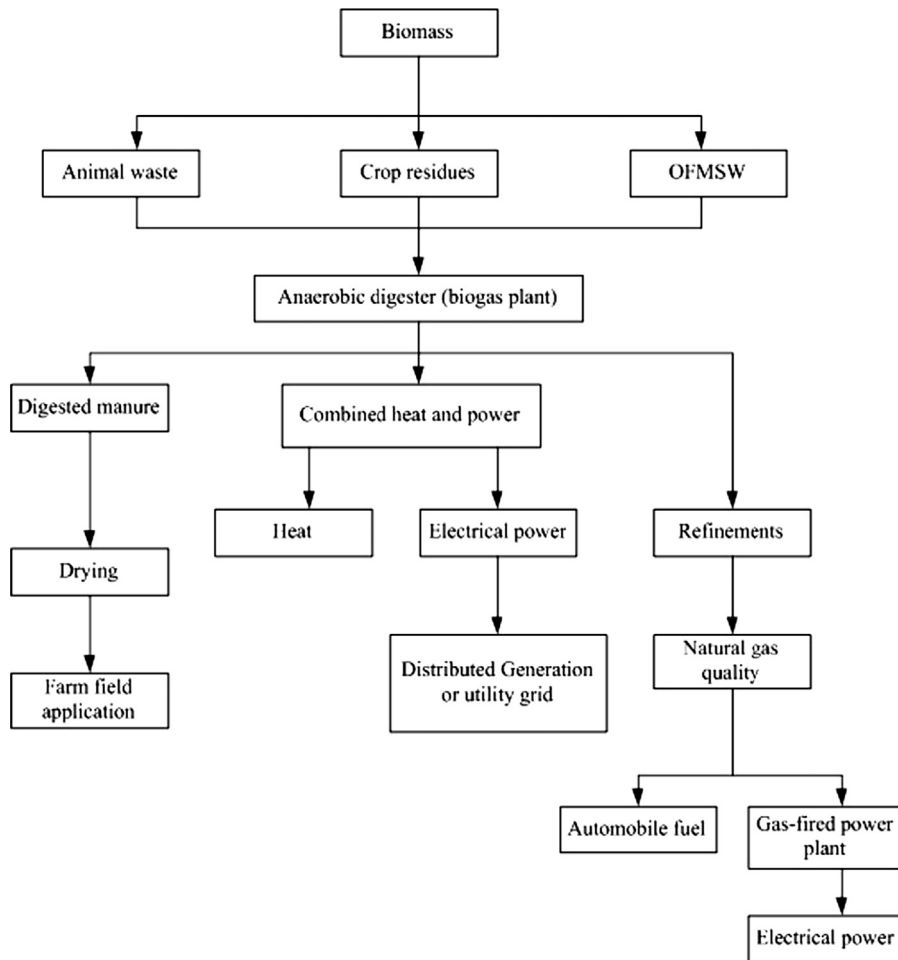 Biomass
Animal waste
Crop residues
OFMSW
Anaerobic digester (biogas plant)
Digested manure
Combined heat and power
Heat
Electrical power
Refinements
Drying
Distributed Generation
or utility grid
Natural gas
quality
Farm field
application
Automobile fuel
Gas-fired power
plant
Electrical power